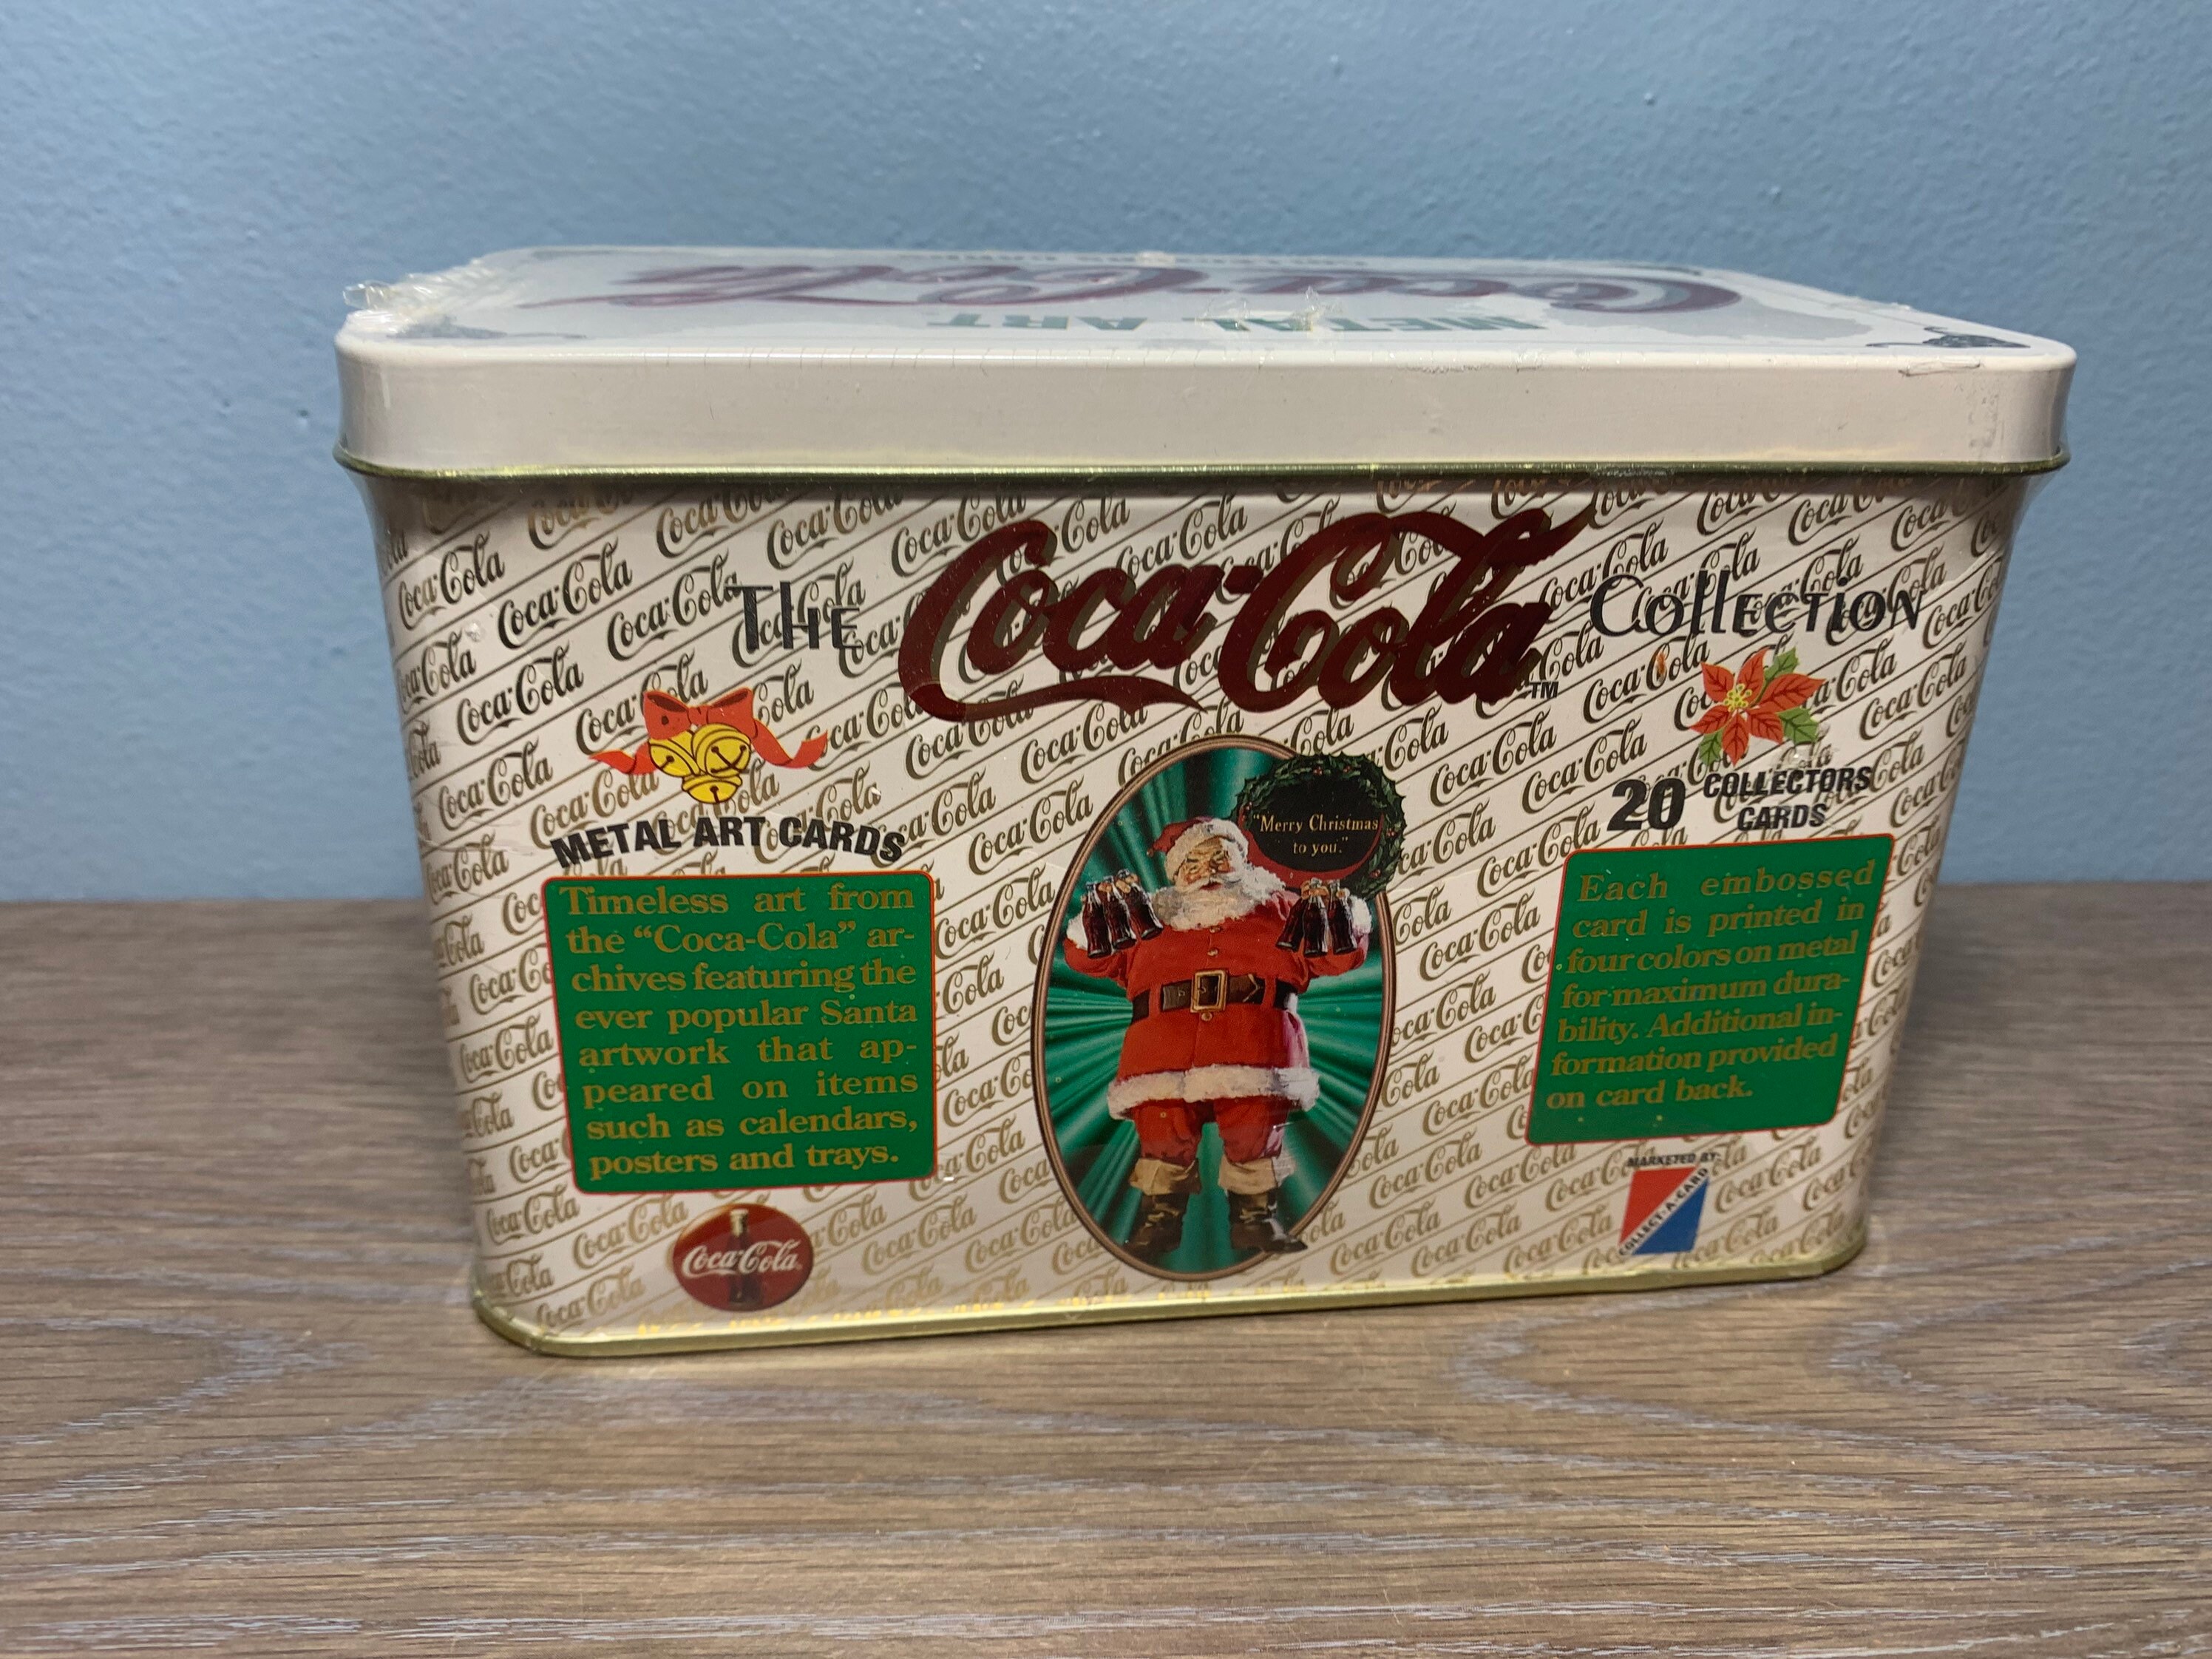 Coca-Cola
METAL ART
THE Coca-Cola™ Collection
METAL ART CARDS
Timeless art from
the “Coca-Cola” ar-
chives featuring the
ever popular Santa
artwork that ap-
peared on items
such as calendars,
posters and trays.
Coca-Cola
"Merry Christmas
to you."
20 COLLECTORS
CARDS
Each embossed
card is printed in
four colors on metal
for maximum dura-
bility. Additional in-
formation provided
on card back.
MARKETED BY:
COLLECT-A-CARD